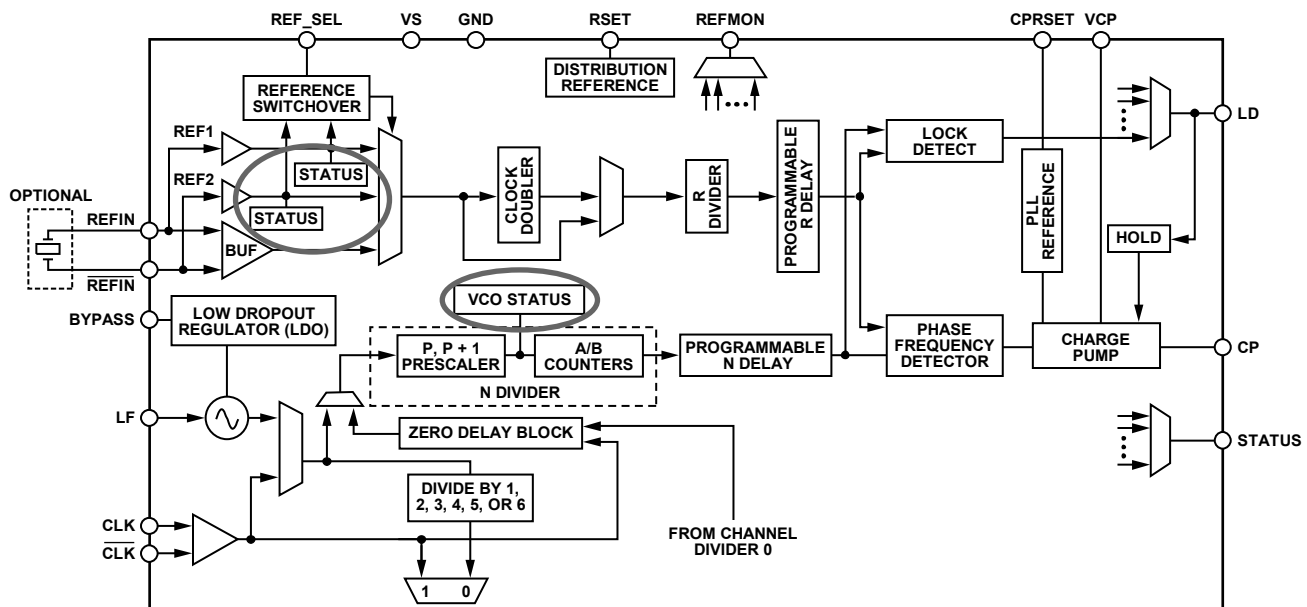 REF_SEL
VS
GND
RSET
REFMON
CPRSET
VCP
REFERENCE
SWITCHOVER
DISTRIBUTION
REFERENCE
REF1
REF2
STATUS
STATUS
BUF
OPTIONAL
REFIN
REFIN
CLOCK
DOUBLER
R
DIVIDER
PROGRAMMABLE
R DELAY
LOCK
DETECT
PLL
REFERENCE
HOLD
LD
BYPASS
LOW DROPOUT
REGULATOR (LDO)
VCO STATUS
P, P + 1
PRESCALER
A/B
COUNTERS
N DIVIDER
PROGRAMMABLE
N DELAY
PHASE
FREQUENCY
DETECTOR
CHARGE
PUMP
CP
LF
ZERO DELAY BLOCK
STATUS
DIVIDE BY 1,
2, 3, 4, 5, OR 6
CLK
CLK
FROM CHANNEL
DIVIDER 0
1 0